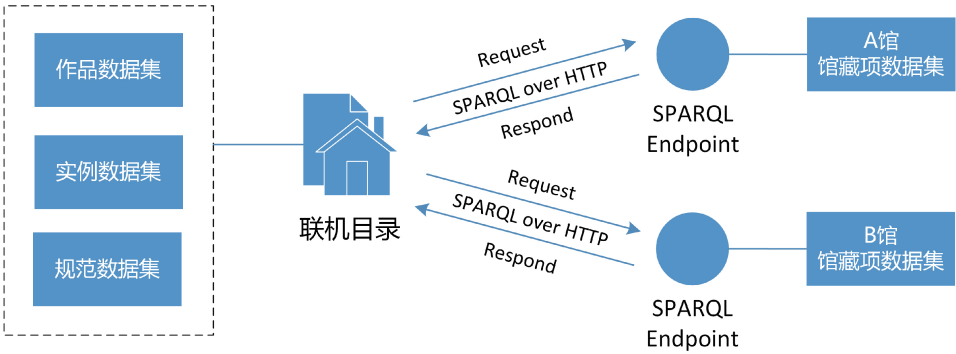 作品数据集
实例数据集
规范数据集
联机目录
Request
SPARQL over HTTP
Respond
Request
SPARQL over HTTP
Respond
SPARQL
Endpoint
A馆
馆藏项数据集
SPARQL
Endpoint
B馆
馆藏项数据集